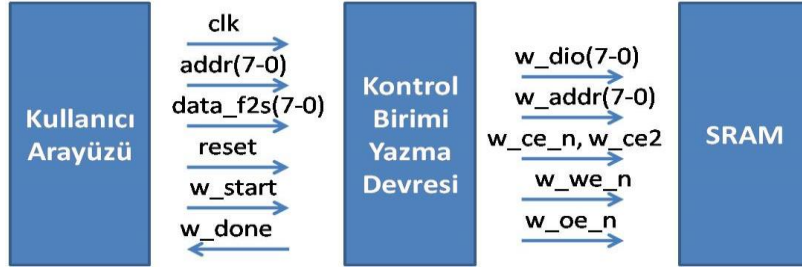 Kullanıcı
Arayüzü
clk
addr(7-0)
data_f2s(7-0)
reset
w_start
w_done
Kontrol
Birimi
Yazma
Devresi
w_dio(7-0)
w_addr(7-0)
w_ce_n, w_ce2
w_we_n
w_oe_n
SRAM